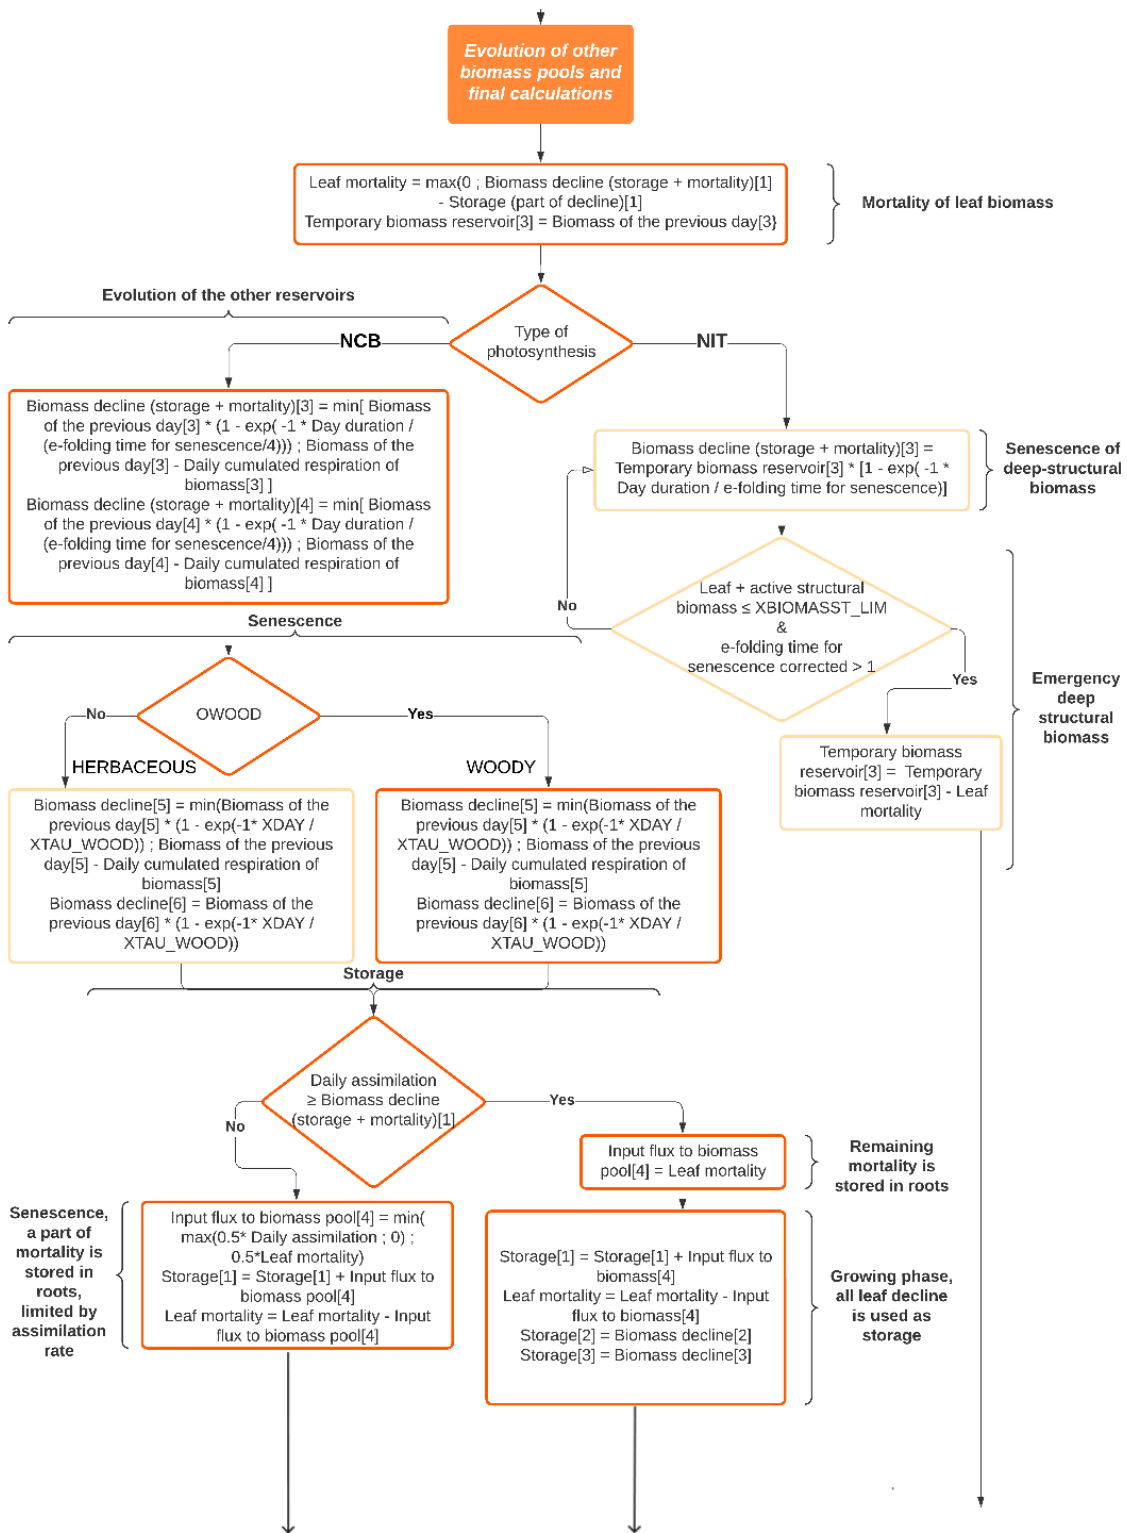 Evolution of other
biomass pools and
final calculations
Leaf mortality = max(0 ; Biomass decline (storage + mortality)[1]
- Storage (part of decline)[1]
Temporary biomass reservoir[3] = Biomass of the previous day[3}
Mortality of leaf biomass
Evolution of the other reservoirs
Type of
photosynthesis
NCB
NIT
Biomass decline (storage + mortality)[3] = min[ Biomass
of the previous day[3] * (1 - exp( -1 * Day duration /
(e-folding time for senescence/4))) ; Biomass of the
previous day[3] - Daily cumulated respiration of
biomass[3] ]
Biomass decline (storage + mortality)[4] = min[ Biomass
of the previous day[4] * (1 - exp( -1 * Day duration /
(e-folding time for senescence/4))) ; Biomass of the
previous day[4] - Daily cumulated respiration of
biomass[4] ]
Biomass decline (storage + mortality)[3] =
Temporary biomass reservoir[3] * [1 - exp( -1 *
Day duration / e-folding time for senescence)]
Senescence of
deep-structural
biomass
Leaf + active structural
biomass ≤ XBIOMASST_LIM
&
e-folding time for
senescence corrected > 1
No
Yes
Emergency
deep
structural
biomass
Temporary biomass
reservoir[3] = Temporary
biomass reservoir[3] - Leaf
mortality
Senescence
OWOOD
No
Yes
HERBACEOUS
WOODY
Biomass decline[5] = min(Biomass of the
previous day[5] * (1 - exp(-1* XDAY /
XTAU_WOOD)) ; Biomass of the previous
day[5] - Daily cumulated respiration of
biomass[5]
Biomass decline[6] = Biomass of the
previous day[6] * (1 - exp(-1* XDAY /
XTAU_WOOD))
Biomass decline[5] = min(Biomass of the
previous day[5] * (1 - exp(-1* XDAY /
XTAU_WOOD)) ; Biomass of the previous
day[5] - Daily cumulated respiration of
biomass[5]
Biomass decline[6] = Biomass of the
previous day[6] * (1 - exp(-1* XDAY /
XTAU_WOOD))
Storage
Daily assimilation
≥ Biomass decline
(storage + mortality)[1]
No
Yes
Input flux to biomass
pool[4] = Leaf mortality
Remaining
mortality is
stored in roots
Senescence,
a part of
mortality is
stored in
roots,
limited by
assimilation
rate
Input flux to biomass pool[4] = min(
max(0.5* Daily assimilation ; 0) ;
0.5*Leaf mortality)
Storage[1] = Storage[1] + Input flux to
biomass pool[4]
Leaf mortality = Leaf mortality - Input
flux to biomass pool[4]
Storage[1] = Storage[1] + Input flux to
biomass[4]
Leaf mortality = Leaf mortality - Input
flux to biomass[4]
Storage[2] = Biomass decline[2]
Storage[3] = Biomass decline[3]
Growing phase,
all leaf decline
is used as
storage